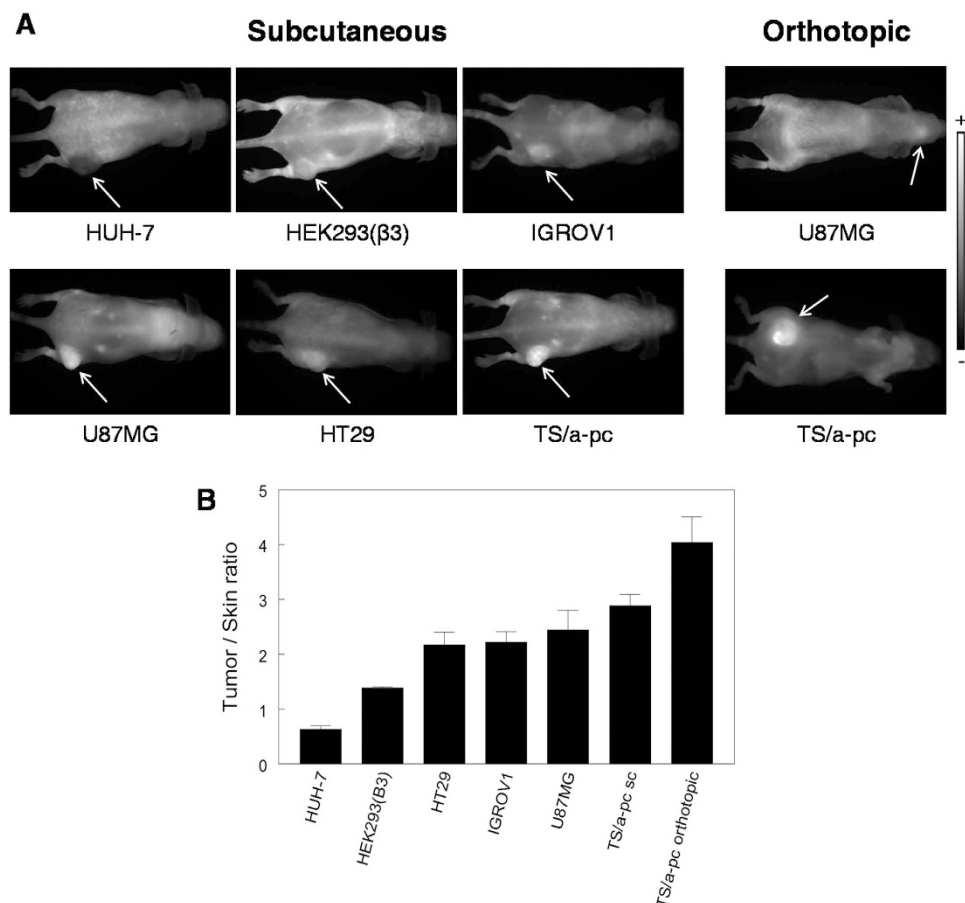 A
Subcutaneous
Orthotopic
HUH-7
HEK293(β3)
IGROV1
U87MG
+
-
U87MG
HT29
TS/a-pc
TS/a-pc
B
Tumor / Skin ratio
5
4
3
2
1
0
HUH-7
HEK293(B3)
HT29
IGROV1
U87MG
TS/a-pc sc
TS/a-pc orthotopic